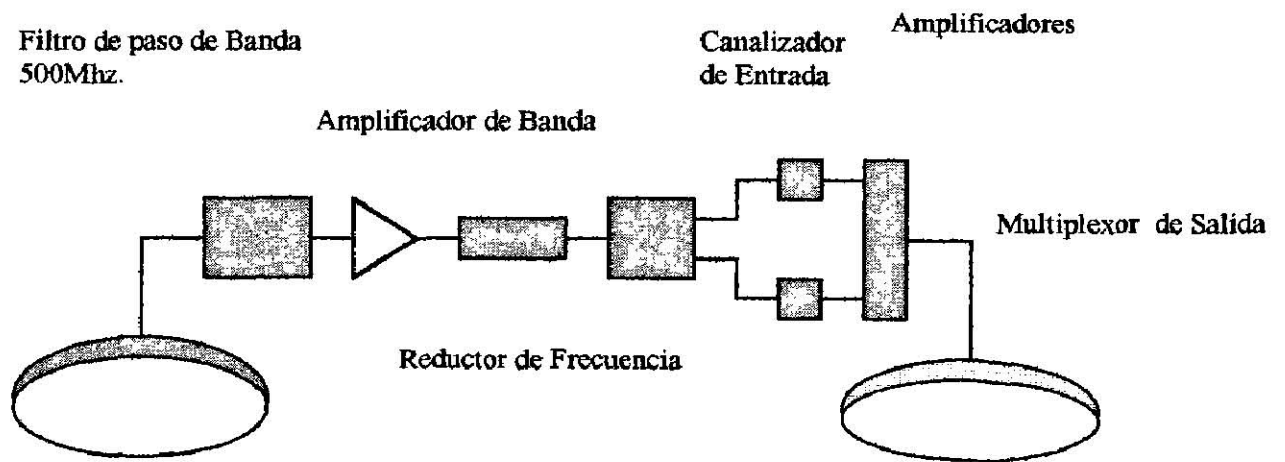 Filtro de paso de Banda
500Mhz.
Amplificador de Banda
Canalizador
de Entrada
Amplificadores
Multiplexor de Salida
Reductor de Frecuencia